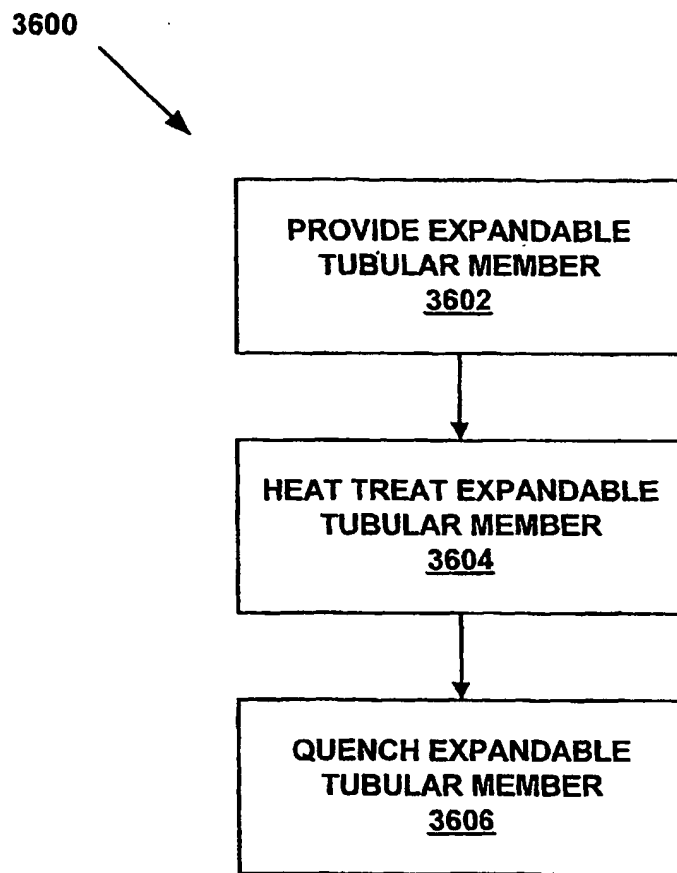 3600
PROVIDE EXPANDABLE
TUBULAR MEMBER
3602
HEAT TREAT EXPANDABLE
TUBULAR MEMBER
3604
QUENCH EXPANDABLE
TUBULAR MEMBER
3606